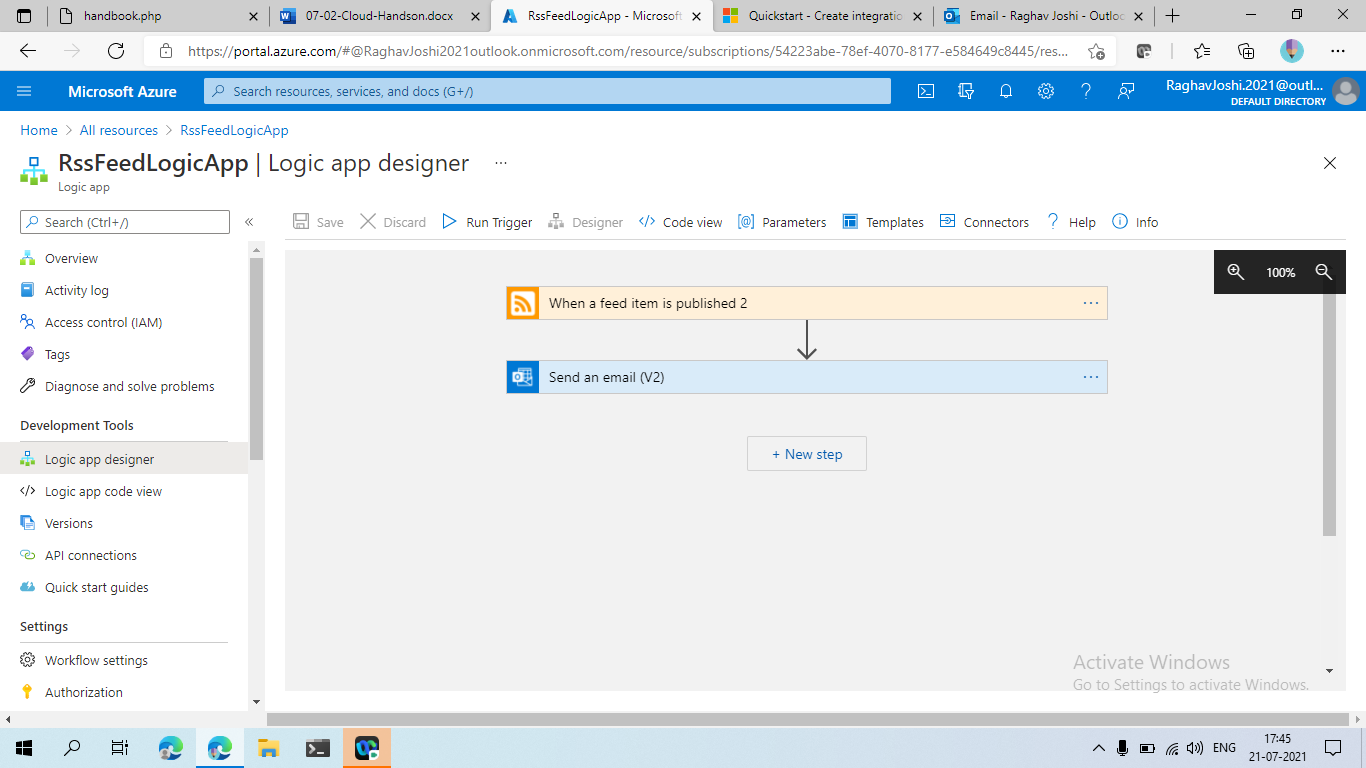 handbook.php
07-02-Cloud-Handson.docx
RssFeedLogicApp - Microsoft
Quickstart - Create integratio
Email - Raghav Joshi - Outloo
https://portal.azure.com/#@RaghavJoshi2021outlook.onmicrosoft.com/resource/subscriptions/54223abe-78ef-4070-8177-e584649c8445/res...
Microsoft Azure
Search resources, services, and docs (G+/)
RaghavJoshi.2021@outl...
DEFAULT DIRECTORY
Home > All resources > RssFeedLogicApp
RssFeedLogicApp | Logic app designer ...
Logic app
Search (Ctrl+/)
«
Save
Discard
Run Trigger
Designer
Code view
Parameters
Templates
Connectors
Help
Info
Overview
Activity log
Access control (IAM)
Tags
Diagnose and solve problems
Development Tools
Logic app designer
Logic app code view
Versions
API connections
Quick start guides
Settings
Workflow settings
Authorization
100%
When a feed item is published 2
Send an email (V2)
+ New step
Activate Windows
Go to Settings to activate Windows.
ENG
17:45
21-07-2021